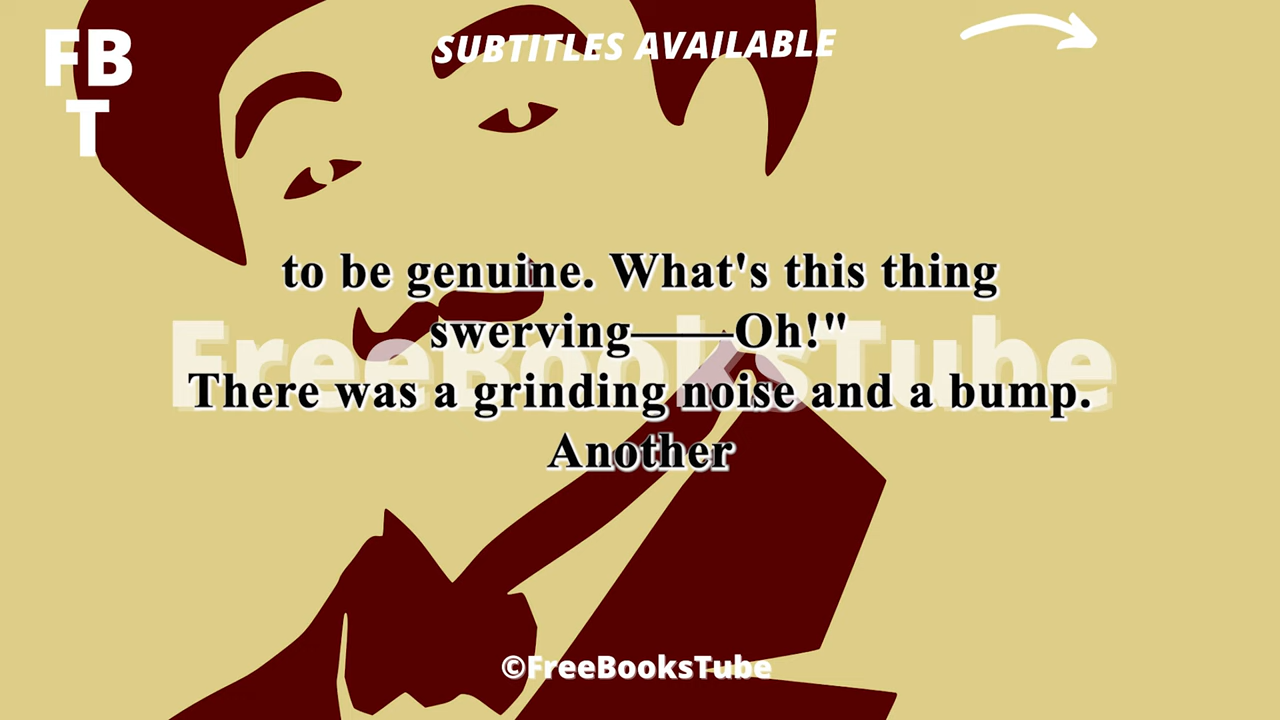 FB
T
SUBTITLES AVAILABLE
to be genuine. What's this thing
swerving——Oh!"
FreeBooksTube
There was a grinding noise and a bump.
Another
©FreeBooksTube